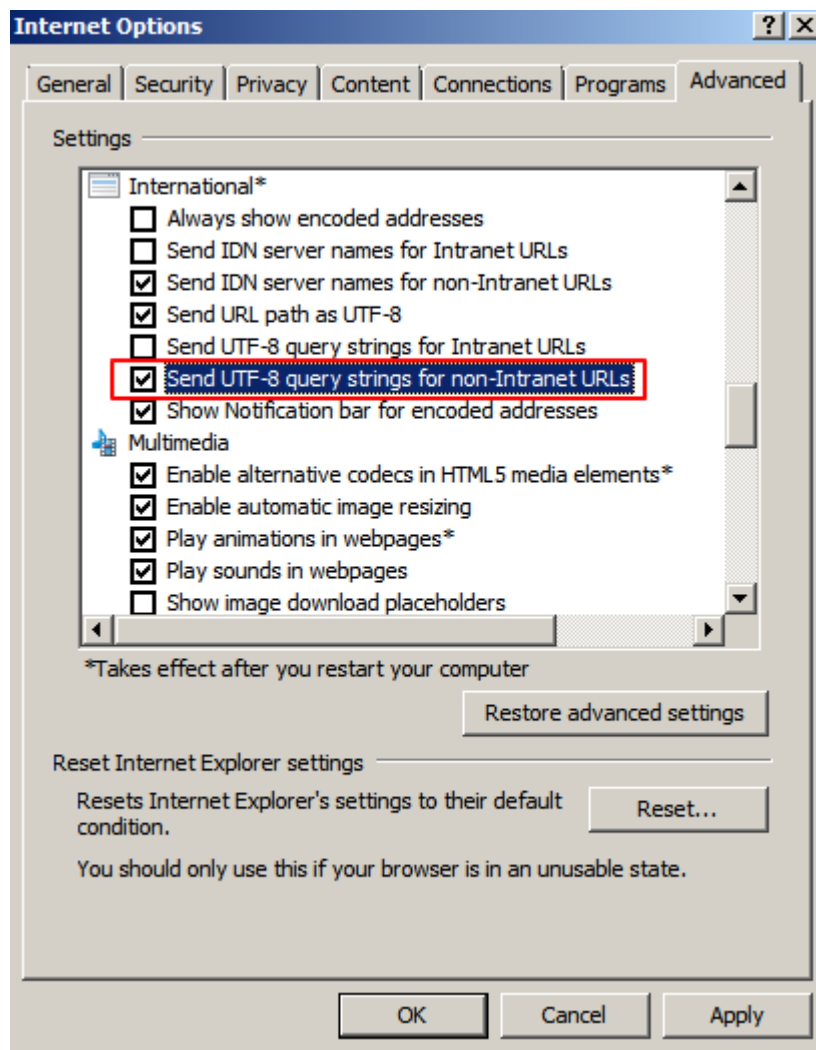 Internet Options
General Security Privacy Content Connections Programs Advanced
Settings
International*
Always show encoded addresses
Send IDN server names for Intranet URLs
Send IDN server names for non-Intranet URLs
Send URL path as UTF-8
Send UTF-8 query strings for Intranet URLs
Send UTF-8 query strings for non-Intranet URLs
Show Notification bar for encoded addresses
Multimedia
Enable alternative codecs in HTML5 media elements*
Enable automatic image resizing
Play animations in webpages*
Play sounds in webpages
Show image download placeholders
*Takes effect after you restart your computer
Restore advanced settings
Reset Internet Explorer settings
Resets Internet Explorer's settings to their default
condition.
Reset...
You should only use this if your browser is in an unusable state.
OK Cancel Apply